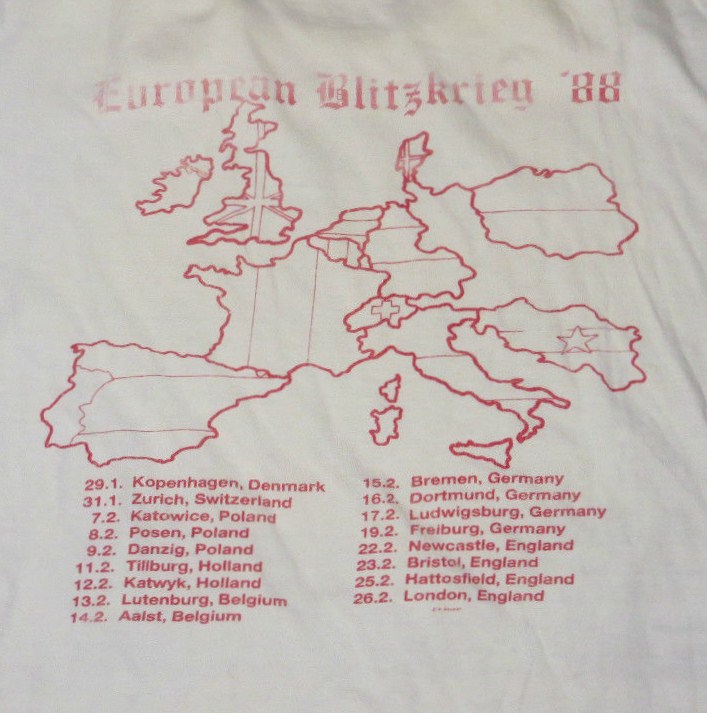 European Blitzkrieg '88
29.1. Kopenhagen, Denmark
31.1. Zurich, Switzerland
7.2. Katowice, Poland
8.2. Posen, Poland
9.2. Danzig, Poland
11.2. Tiliburg, Holland
12.2. Katwyk, Holland
13.2. Lutenburg, Belgium
14.2. Aalst, Belgium
15.2. Bremen, Germany
16.2. Dortmund, Germany
17.2. Ludwigsburg, Germany
19.2. Freiburg, Germany
22.2. Newcastle, England
23.2. Bristol, England
25.2. Hattosfield, England
26.2. London, England